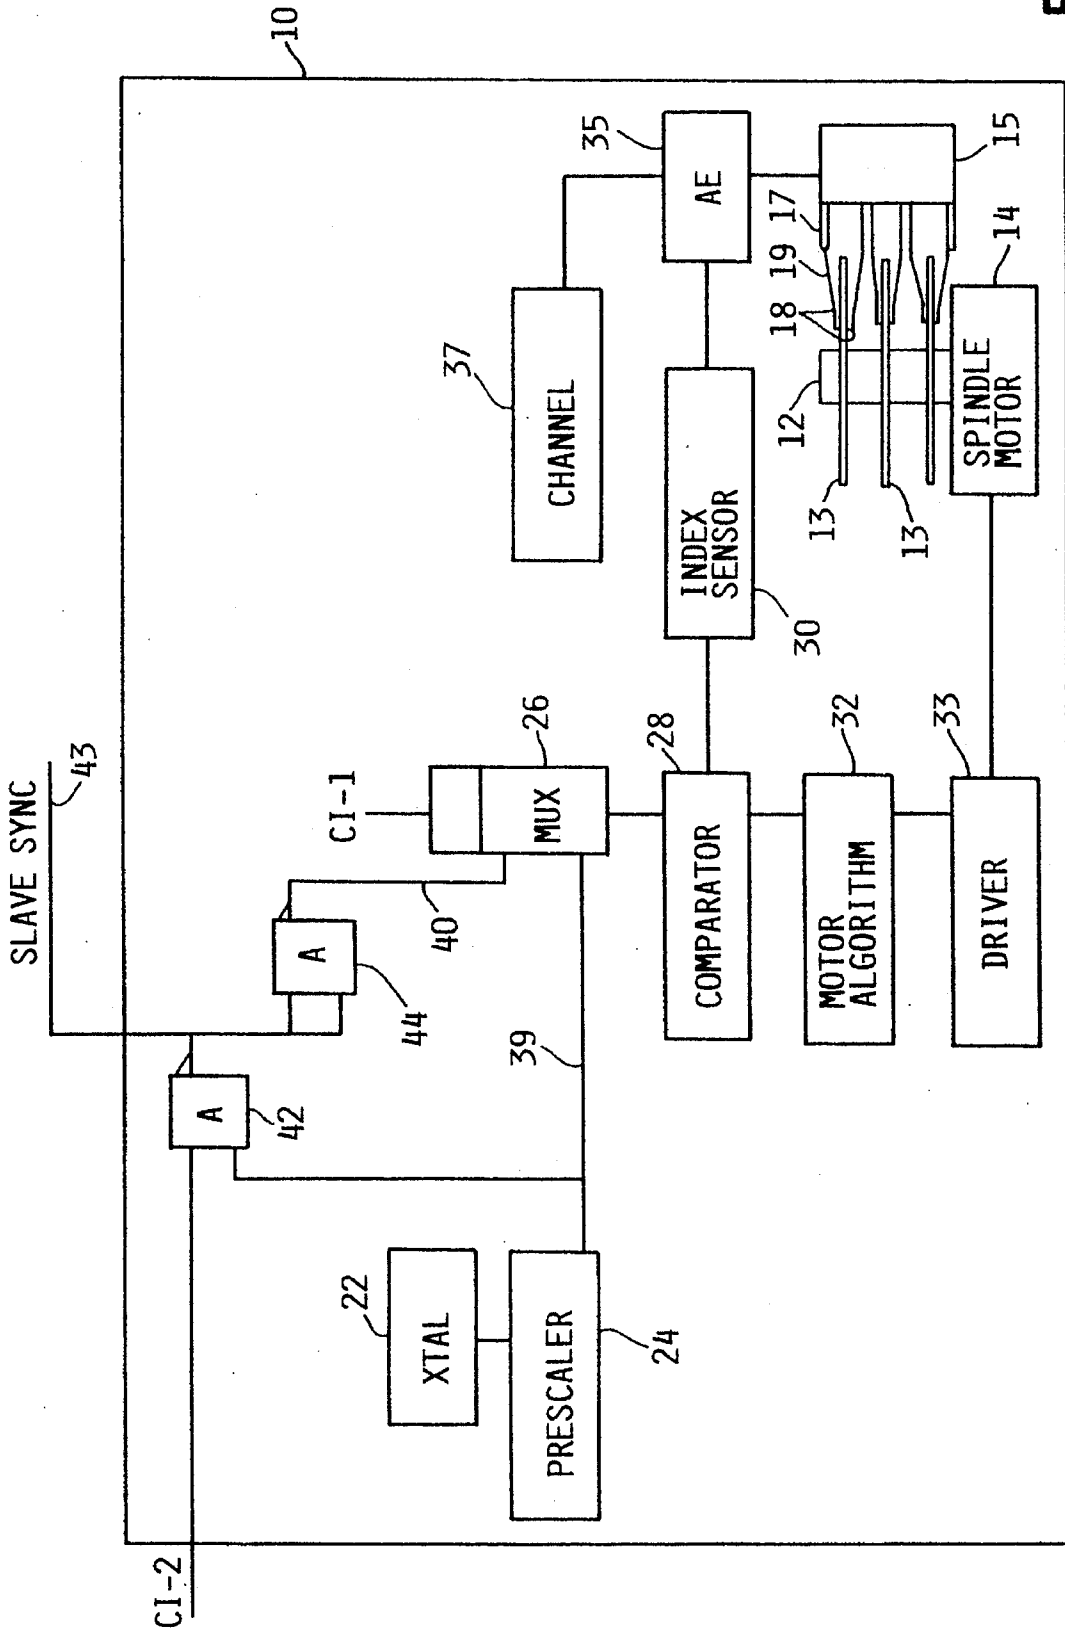 SLAVE SYNC
43
10
CI-2
A
42
A
44
40
CI-1
26
MUX
37
CHANNEL
35
AE
22
XTAL
24
PRESCALER
39
28
COMPARATOR
INDEX
SENSOR
30
17
19
18
15
12
13
13
14
SPINDLE
MOTOR
32
MOTOR
ALGORITHM
33
DRIVER